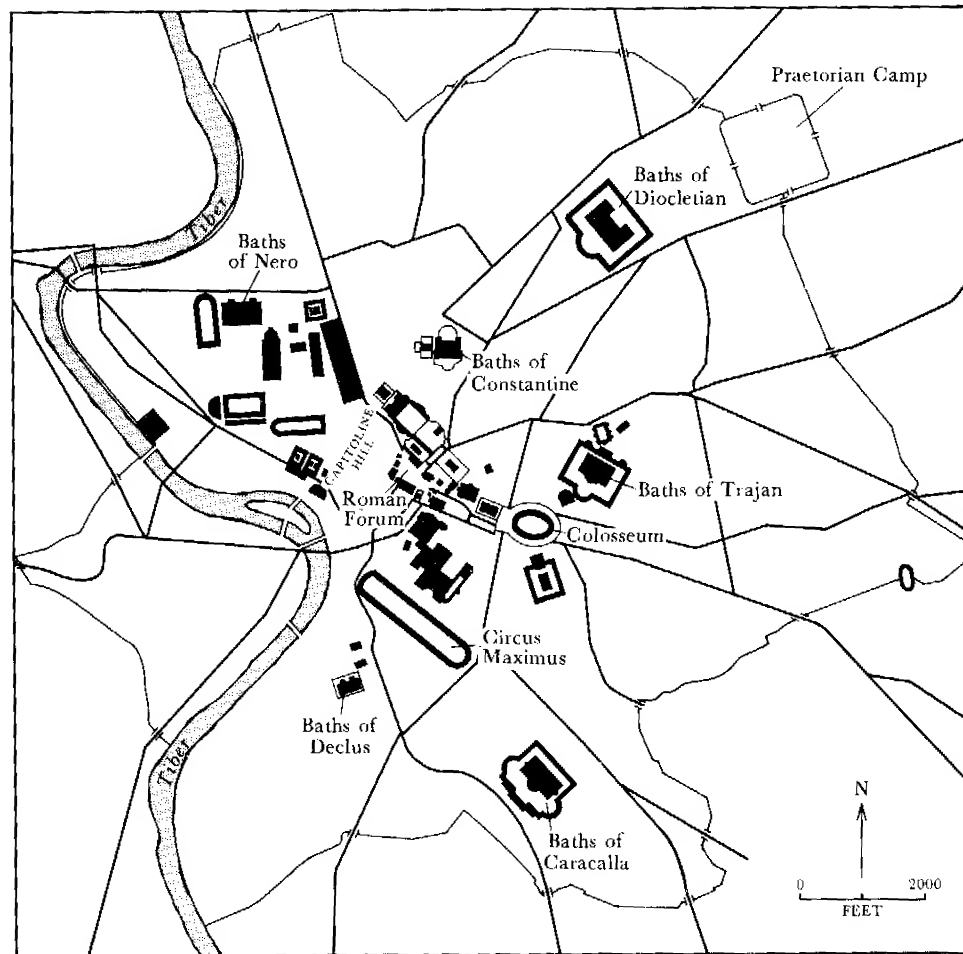 Praetorian Camp
Baths of
Diocletian
Tiber
Baths
of Nero
Baths of
Constantine
CAPITOLINE
HILL
Roman
Forum
Baths of Trajan
Colosseum
Circus
Maximus
Baths of
Declus
Tiber
Baths of
Caracalla
N
0 2000
FEET